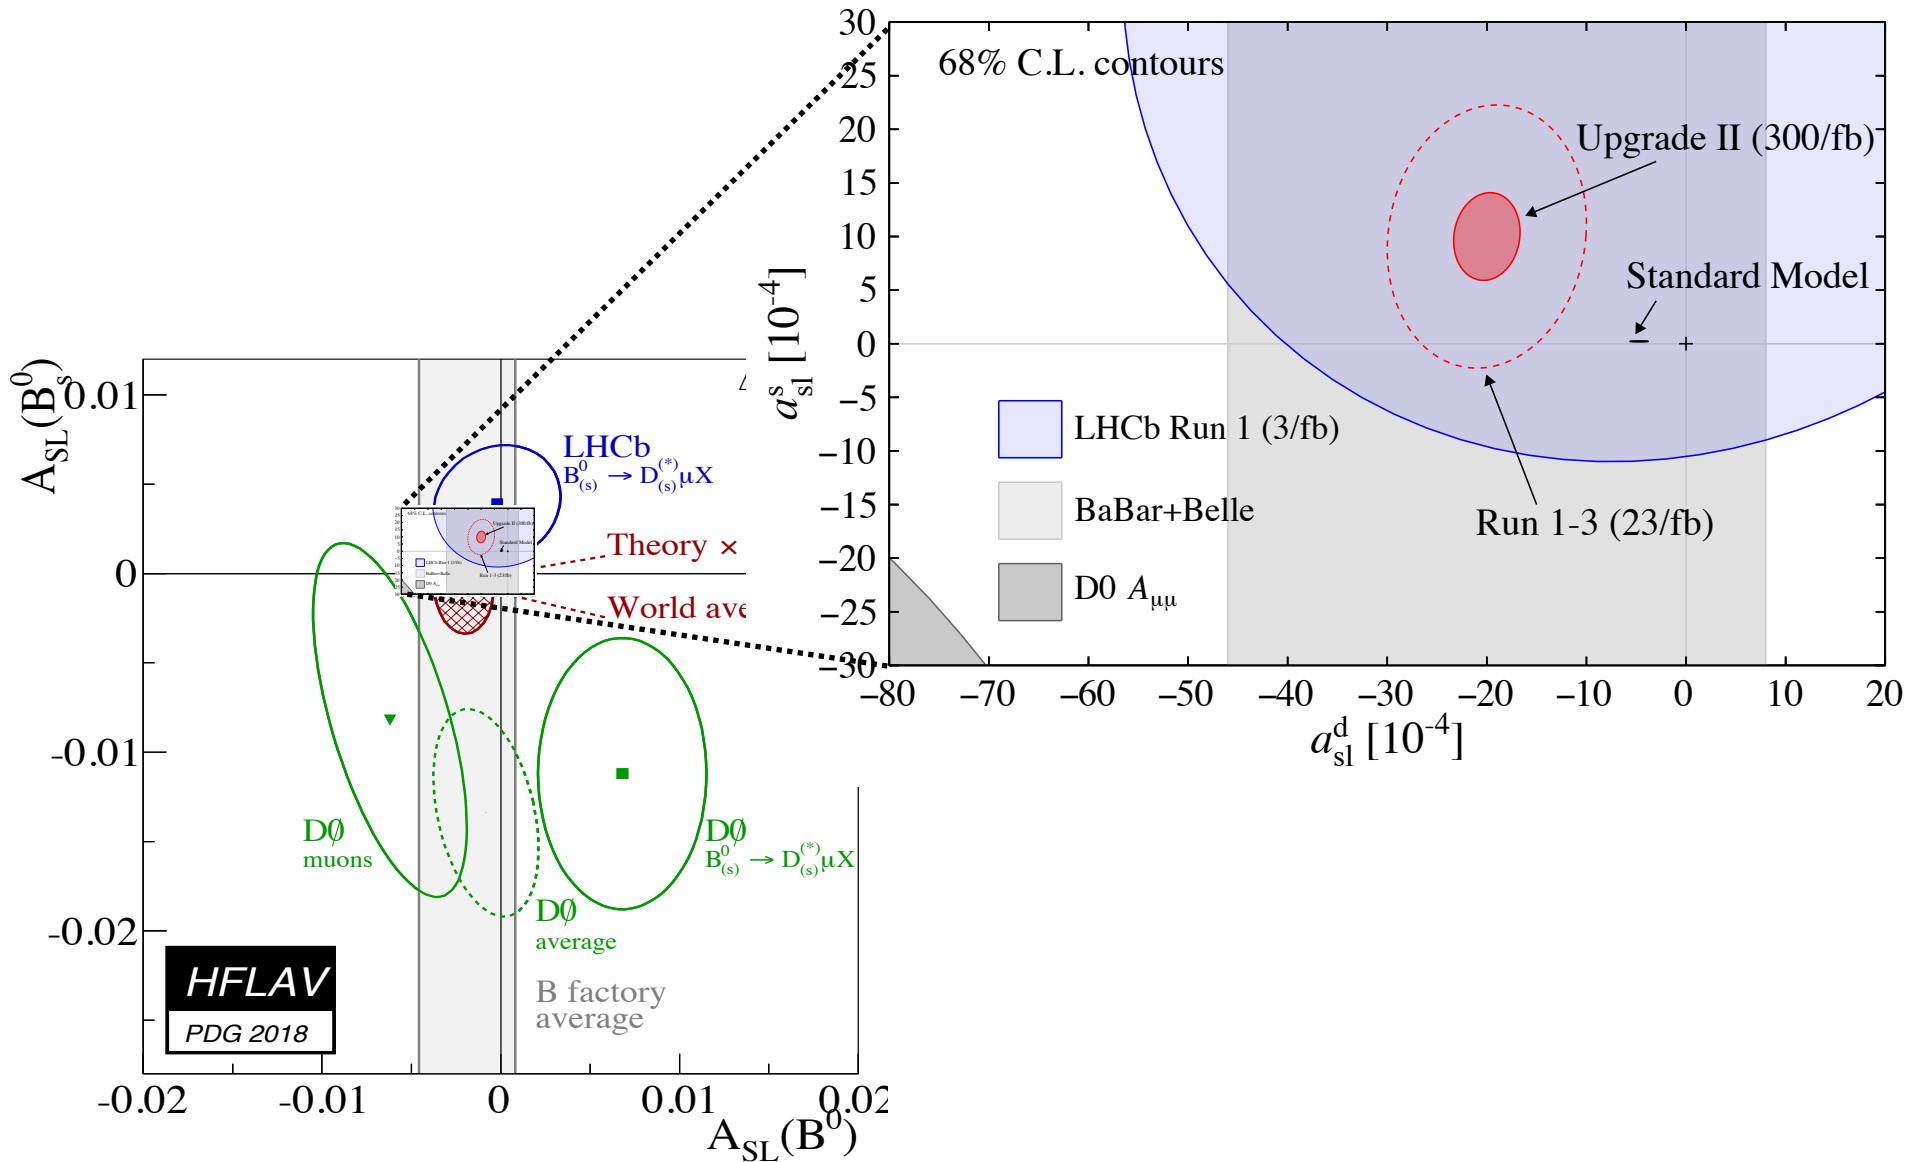 68% C.L. contours
Upgrade II (300/fb)
Standard Model
LHCb Run 1 (3/fb)
BaBar+Belle
D0 Aμμ
Run 1-3 (23/fb)
30
25
20
15
10
5
0
−5
−10
−15
−20
−25
−30
a^s_sl [10^-4]
−80 −70 −60 −50 −40 −30 −20 −10 0 10 20
a^d_sl [10^-4]
A_SL(B^0_s)
0.01
0
-0.01
-0.02
LHCb
B^0_(s) → D^(*)_(s)μX
Theory ×
World ave
DØ
muons
DØ
B^0_(s) → D^(*)_(s)μX
DØ
average
B factory
average
HFLAV
PDG 2018
-0.02 -0.01 0 0.01 0.02
A_SL(B^0)